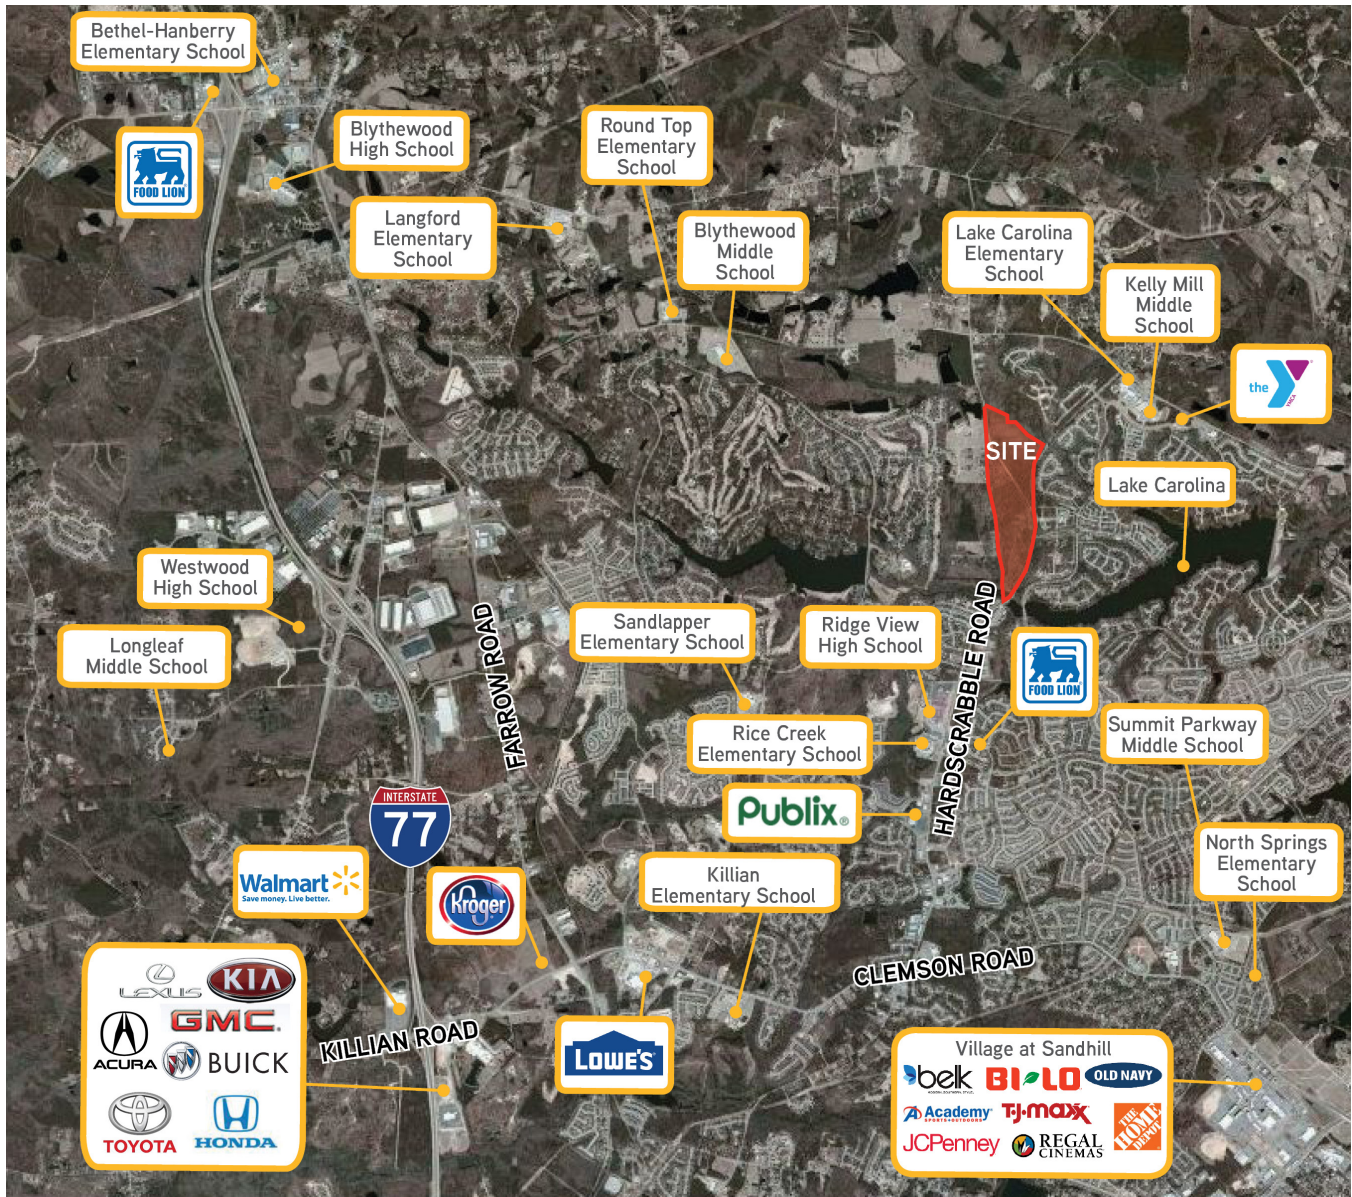 Bethel-Hanberry
Elementary School
FOOD LION
Blythewood
High School
Round Top
Elementary
School
Langford
Elementary
School
Blythewood
Middle
School
Lake Carolina
Elementary
School
Kelly Mill
Middle
School
the
YMCA
SITE
Lake Carolina
Westwood
High School
Longleaf
Middle School
FARROW ROAD
Sandlapper
Elementary School
Ridge View
High School
HARDSCRABBLE ROAD
FOOD LION
Rice Creek
Elementary School
Summit Parkway
Middle School
Publix®
INTERSTATE
77
North Springs
Elementary
School
Walmart
Save money. Live better.
Kroger
Killian
Elementary School
CLEMSON ROAD
LEXUS
KIA
ACURA
GMC
BUICK
TOYOTA
HONDA
KILLIAN ROAD
LOWE'S
Village at Sandhill
belk
BI-LO
OLD NAVY
Academy
SPORTS+OUTDOORS
T·J·maxx
THE
HOME
DEPOT
JCPenney
REGAL
CINEMAS